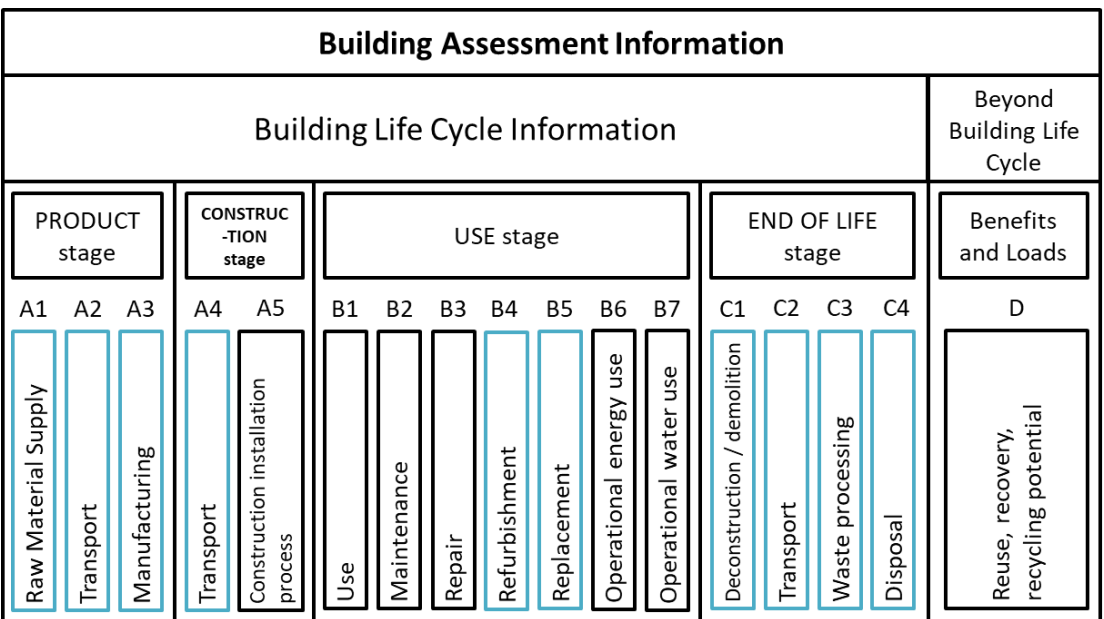 Building Assessment Information
Building Life Cycle Information
Beyond
Building Life
Cycle
PRODUCT
stage
CONSTRUC
-TION
stage
USE stage
END OF LIFE
stage
Benefits
and Loads
A1 A2 A3 A4 A5 B1 B2 B3 B4 B5 B6 B7 C1 C2 C3 C4 D
Raw Material Supply
Transport
Manufacturing
Transport
Construction installation
process
Use
Maintenance
Repair
Refurbishment
Replacement
Operational energy use
Operational water use
Deconstruction / demolition
Transport
Waste processing
Disposal
Reuse, recovery,
recycling potential